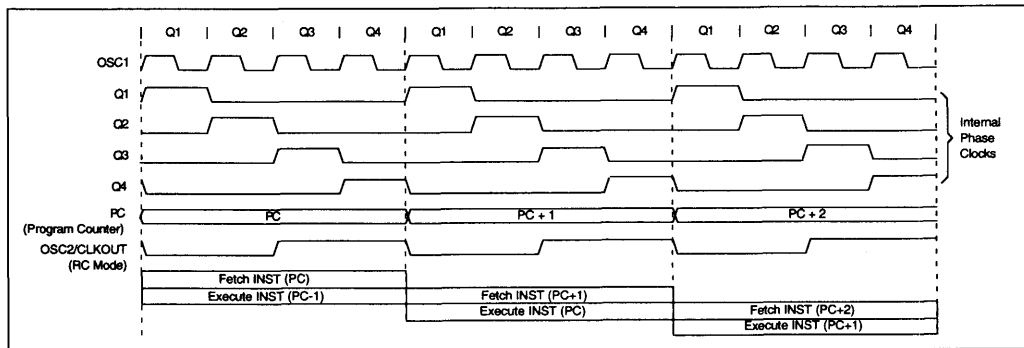 | Q1 | Q2 | Q3 | Q4 | Q1 | Q2 | Q3 | Q4 | Q1 | Q2 | Q3 | Q4 |
OSC1
Q1
Q2
Q3
Q4
Internal
Phase
Clocks
PC
(Program Counter)
PC
PC + 1
PC + 2
OSC2/CLKOUT
(RC Mode)
Fetch INST (PC)
Execute INST (PC-1)
Fetch INST (PC+1)
Execute INST (PC)
Fetch INST (PC+2)
Execute INST (PC+1)